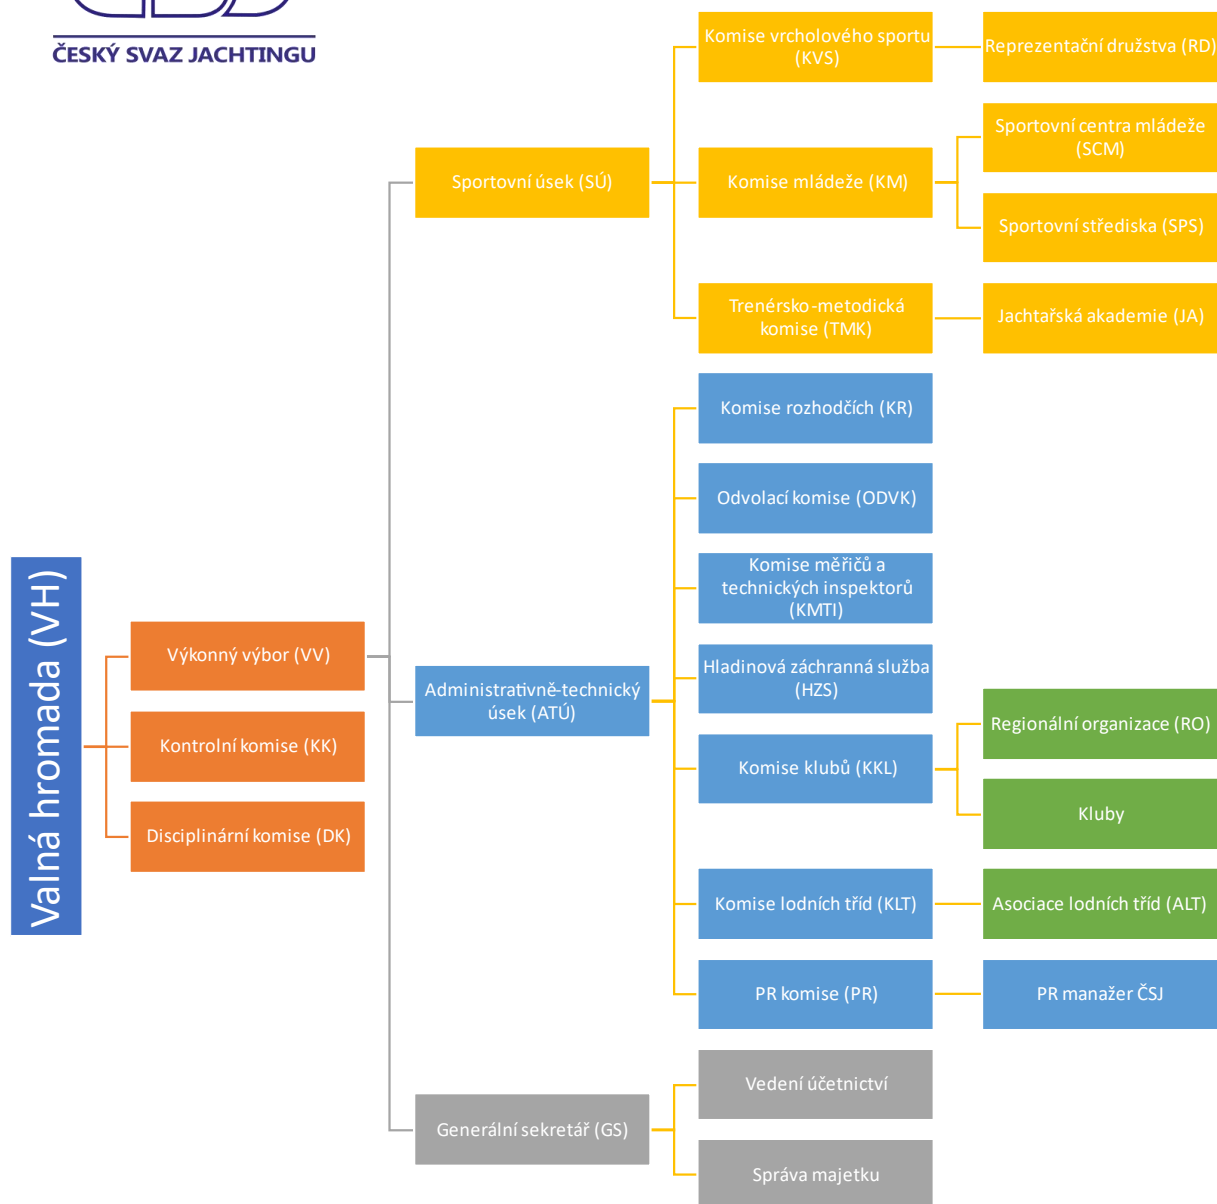 ČESKÝ SVAZ JACHTINGU
Valná hromada (VH)
Výkonný výbor (VV)
Kontrolní komise (KK)
Disciplinární komise (DK)
Sportovní úsek (SÚ)
Komise vrcholového sportu
(KVS)
Reprezentační družstva (RD)
Komise mládeže (KM)
Sportovní centra mládeže
(SCM)
Sportovní střediska (SPS)
Trenérsko-metodická
komise (TMK)
Jachtařská akademie (JA)
Administrativně-technický
úsek (ATÚ)
Komise rozhodčích (KR)
Odvolací komise (ODVK)
Komise měřičů a
technických inspektorů
(KMTI)
Hladinová záchranná služba
(HZS)
Komise klubů (KKL)
Regionální organizace (RO)
Kluby
Komise lodních tříd (KLT)
Asociace lodních tříd (ALT)
PR komise (PR)
PR manažer ČSJ
Generální sekretář (GS)
Vedení účetnictví
Správa majetku